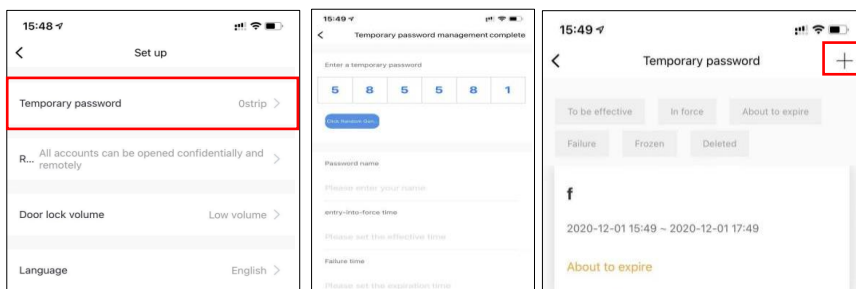 15:48
Set up
Temporary password
0strip
R... All accounts can be opened confidentially and
remotely
Door lock volume
Low volume
Language
English
15:49
Temporary password management complete
Enter a temporary password
5 8 5 5 8 1
Click Random Gen...
Password name
Please enter your name
entry-into-force time
Please set the effective time
Failure time
Please set the expiration time
15:49
Temporary password
To be effective
In force
About to expire
Failure
Frozen
Deleted
f
2020-12-01 15:49 ~ 2020-12-01 17:49
About to expire